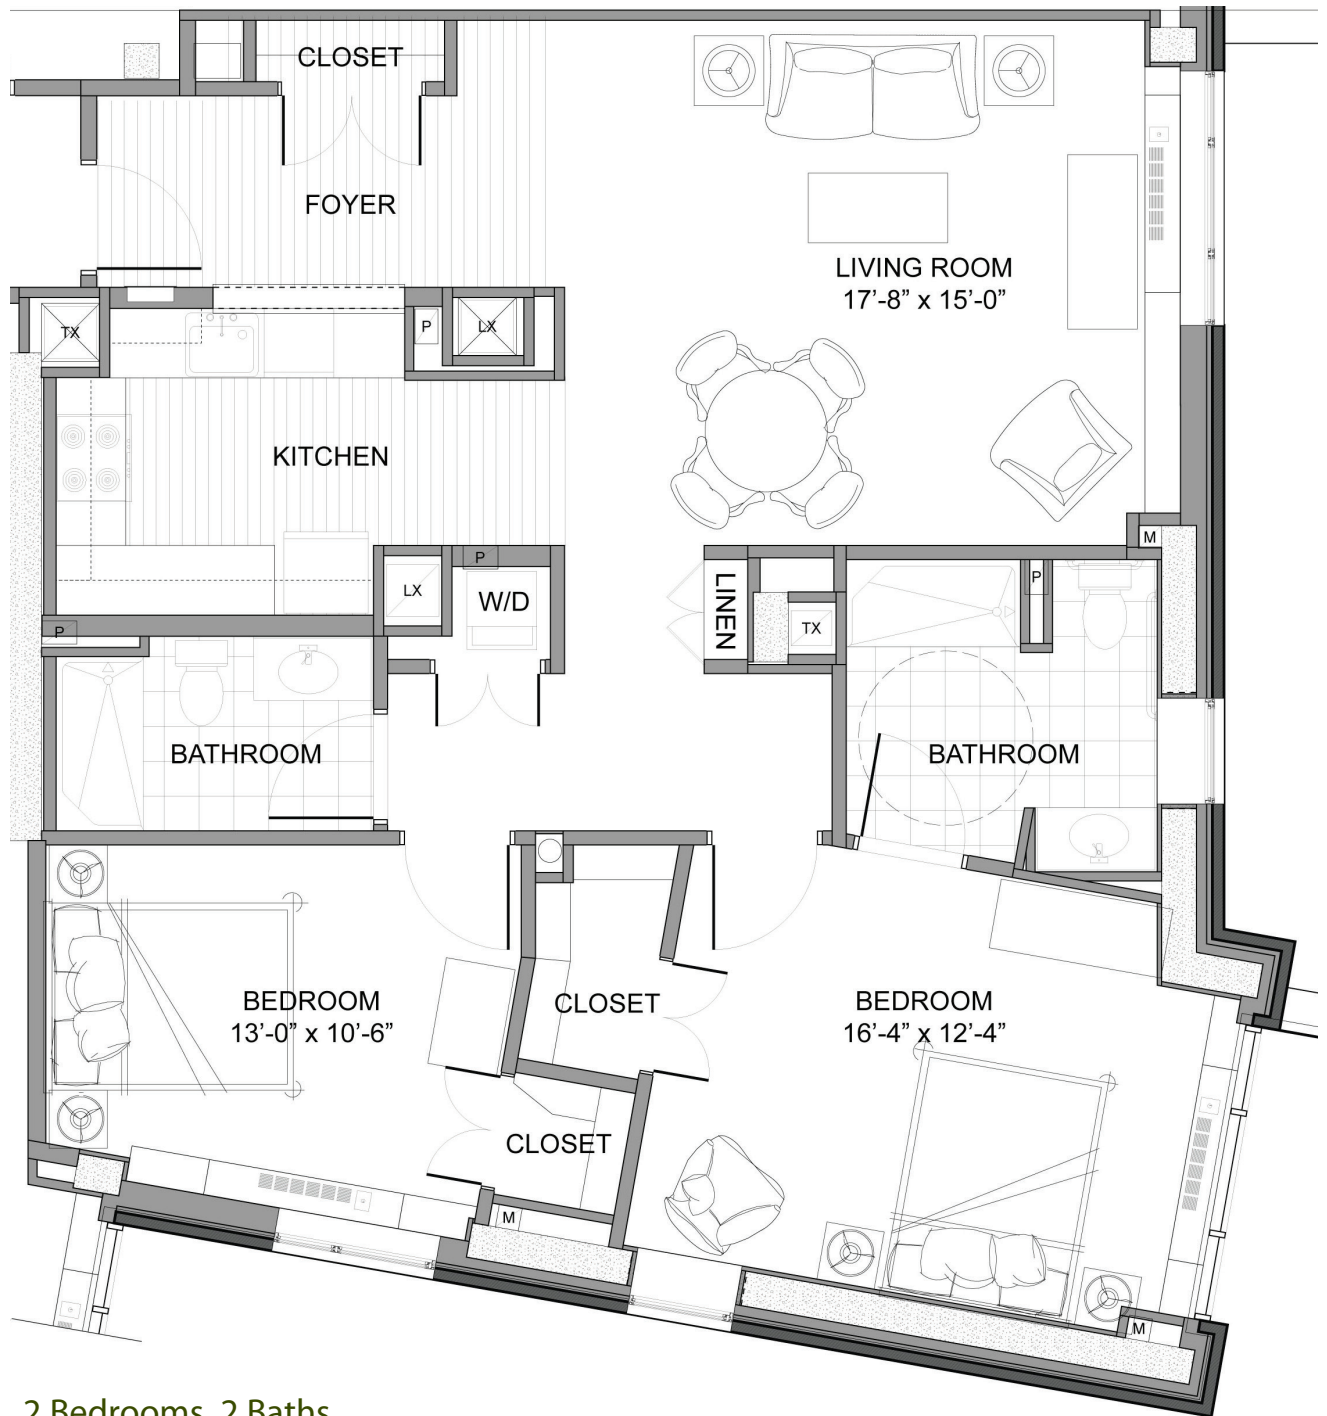 CLOSET
FOYER
LIVING ROOM
17'-8” x 15'-0”
TX
P
LX
KITCHEN
M
P
LX
W/D
LINEN
TX
P
P
BATHROOM
BATHROOM
BEDROOM
13'-0” x 10'-6”
CLOSET
BEDROOM
16'-4” x 12'-4”
CLOSET
M
M
2 Bedrooms, 2 Baths